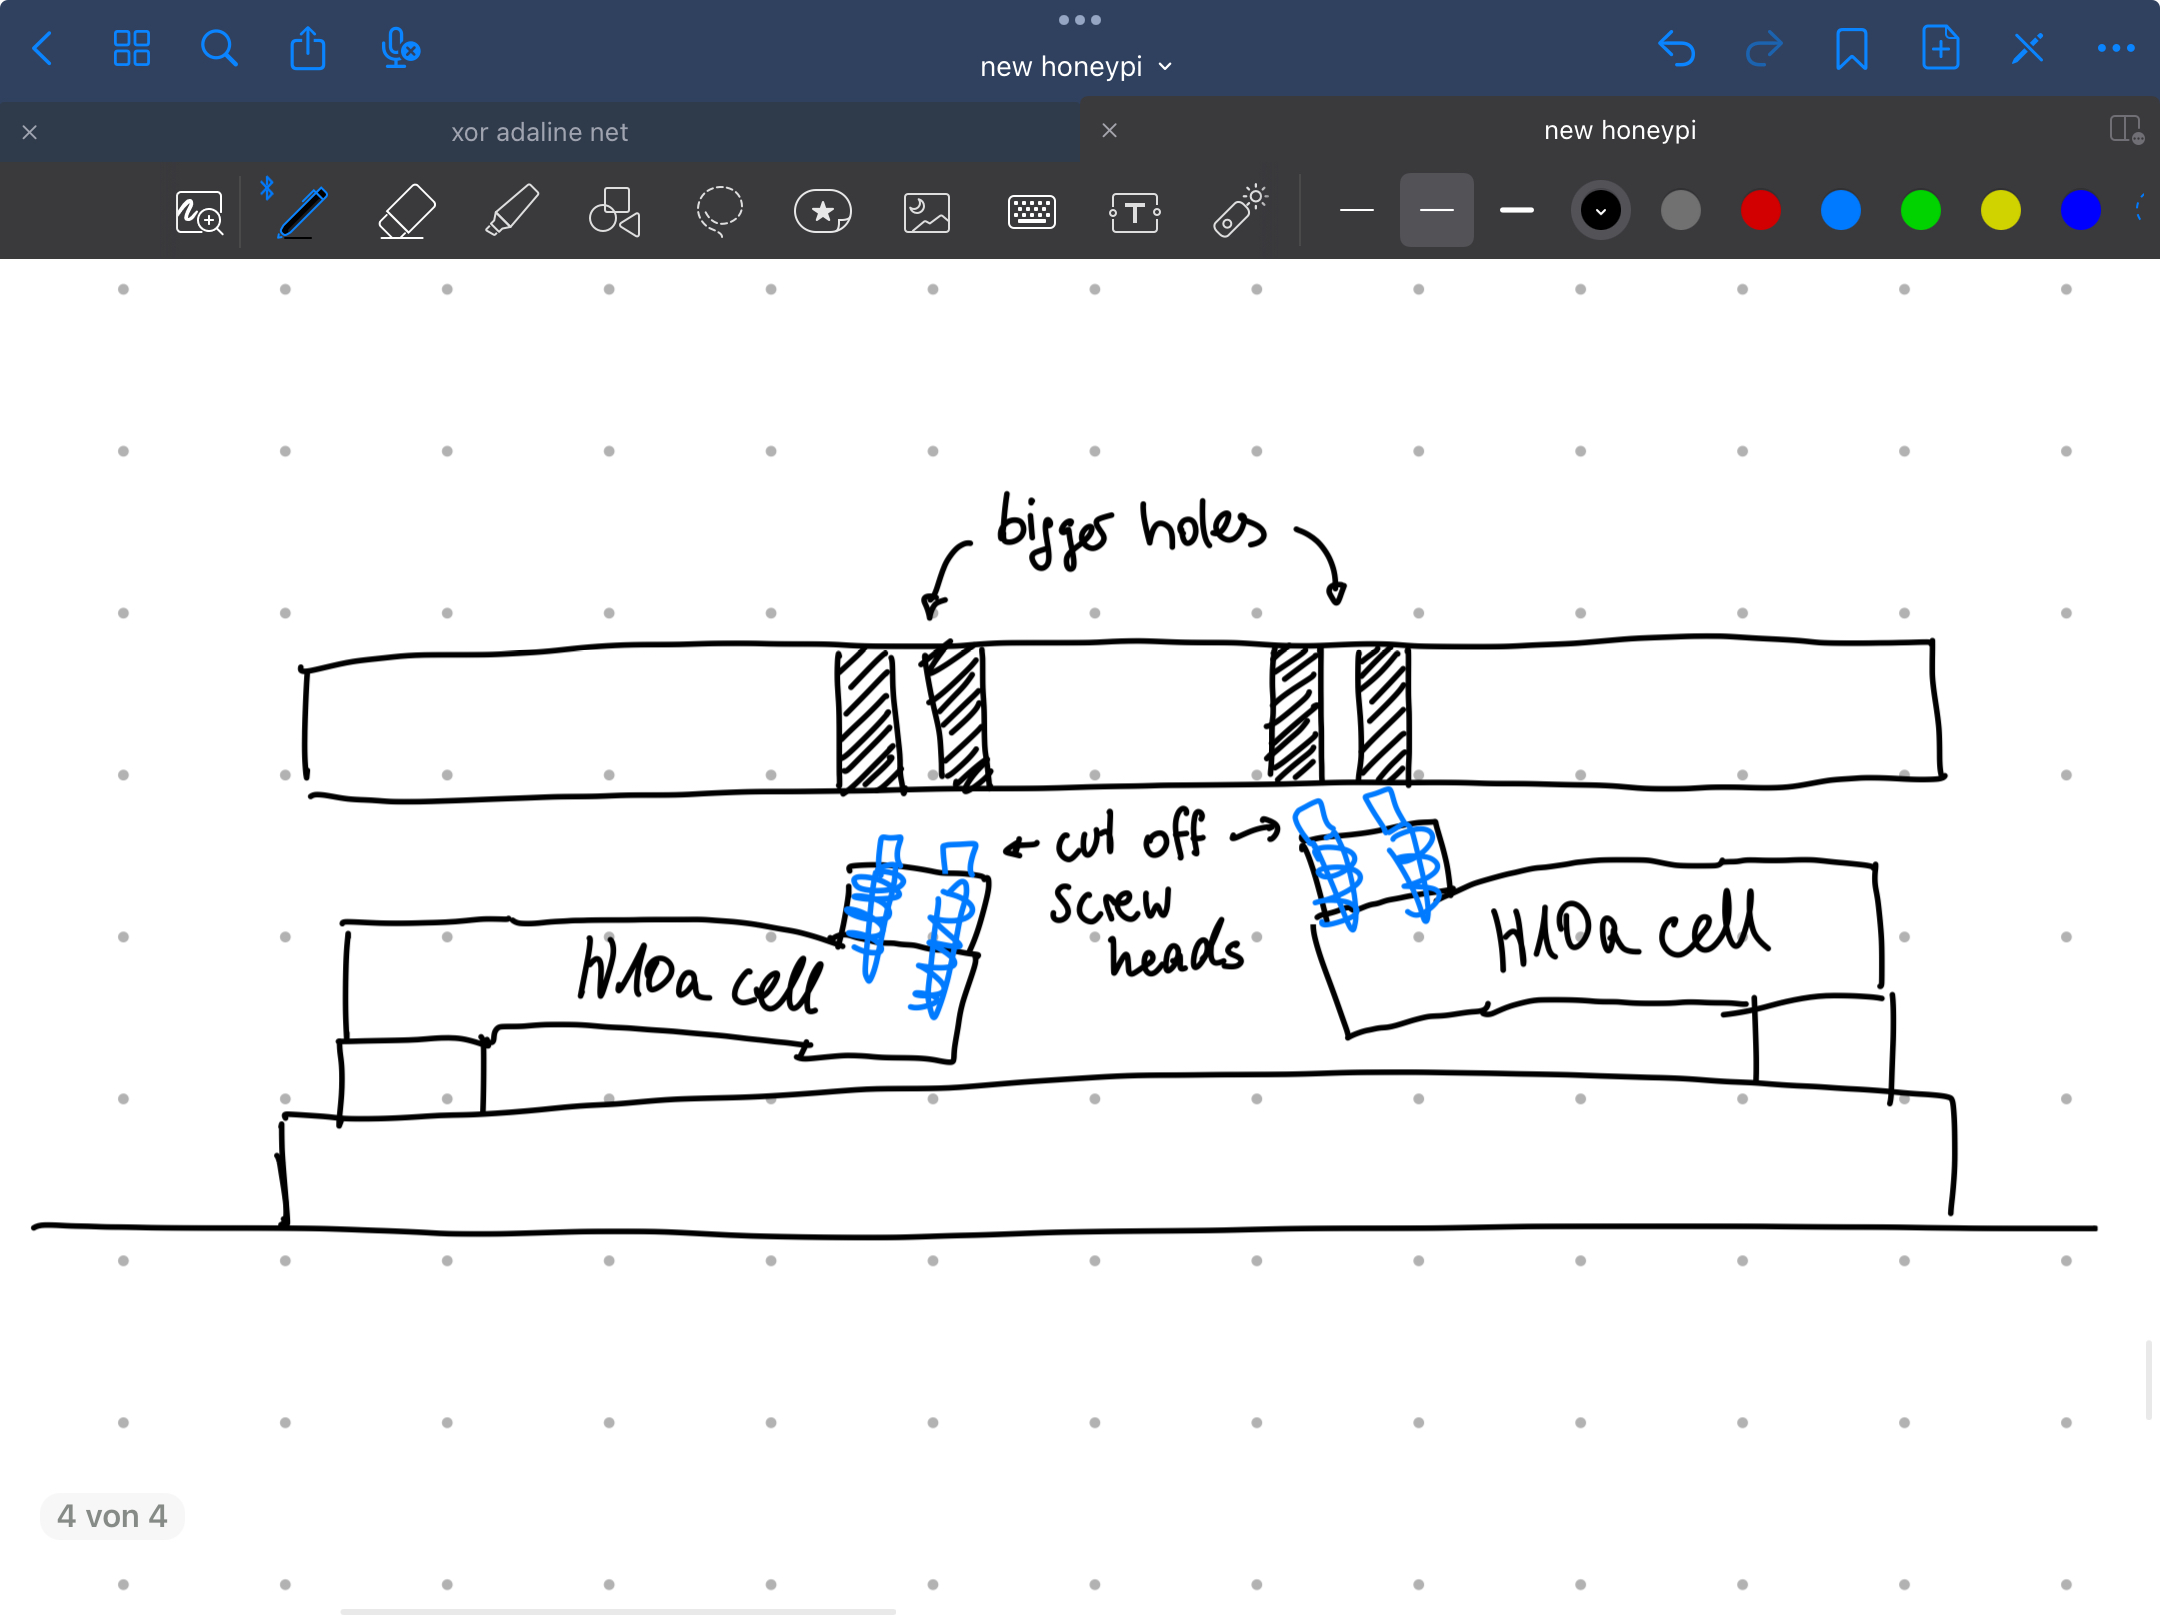 new honeypi
xor adaline net
new honeypi
bigger holes
cut off
screw
heads
H10a cell
H10a cell
4 von 4